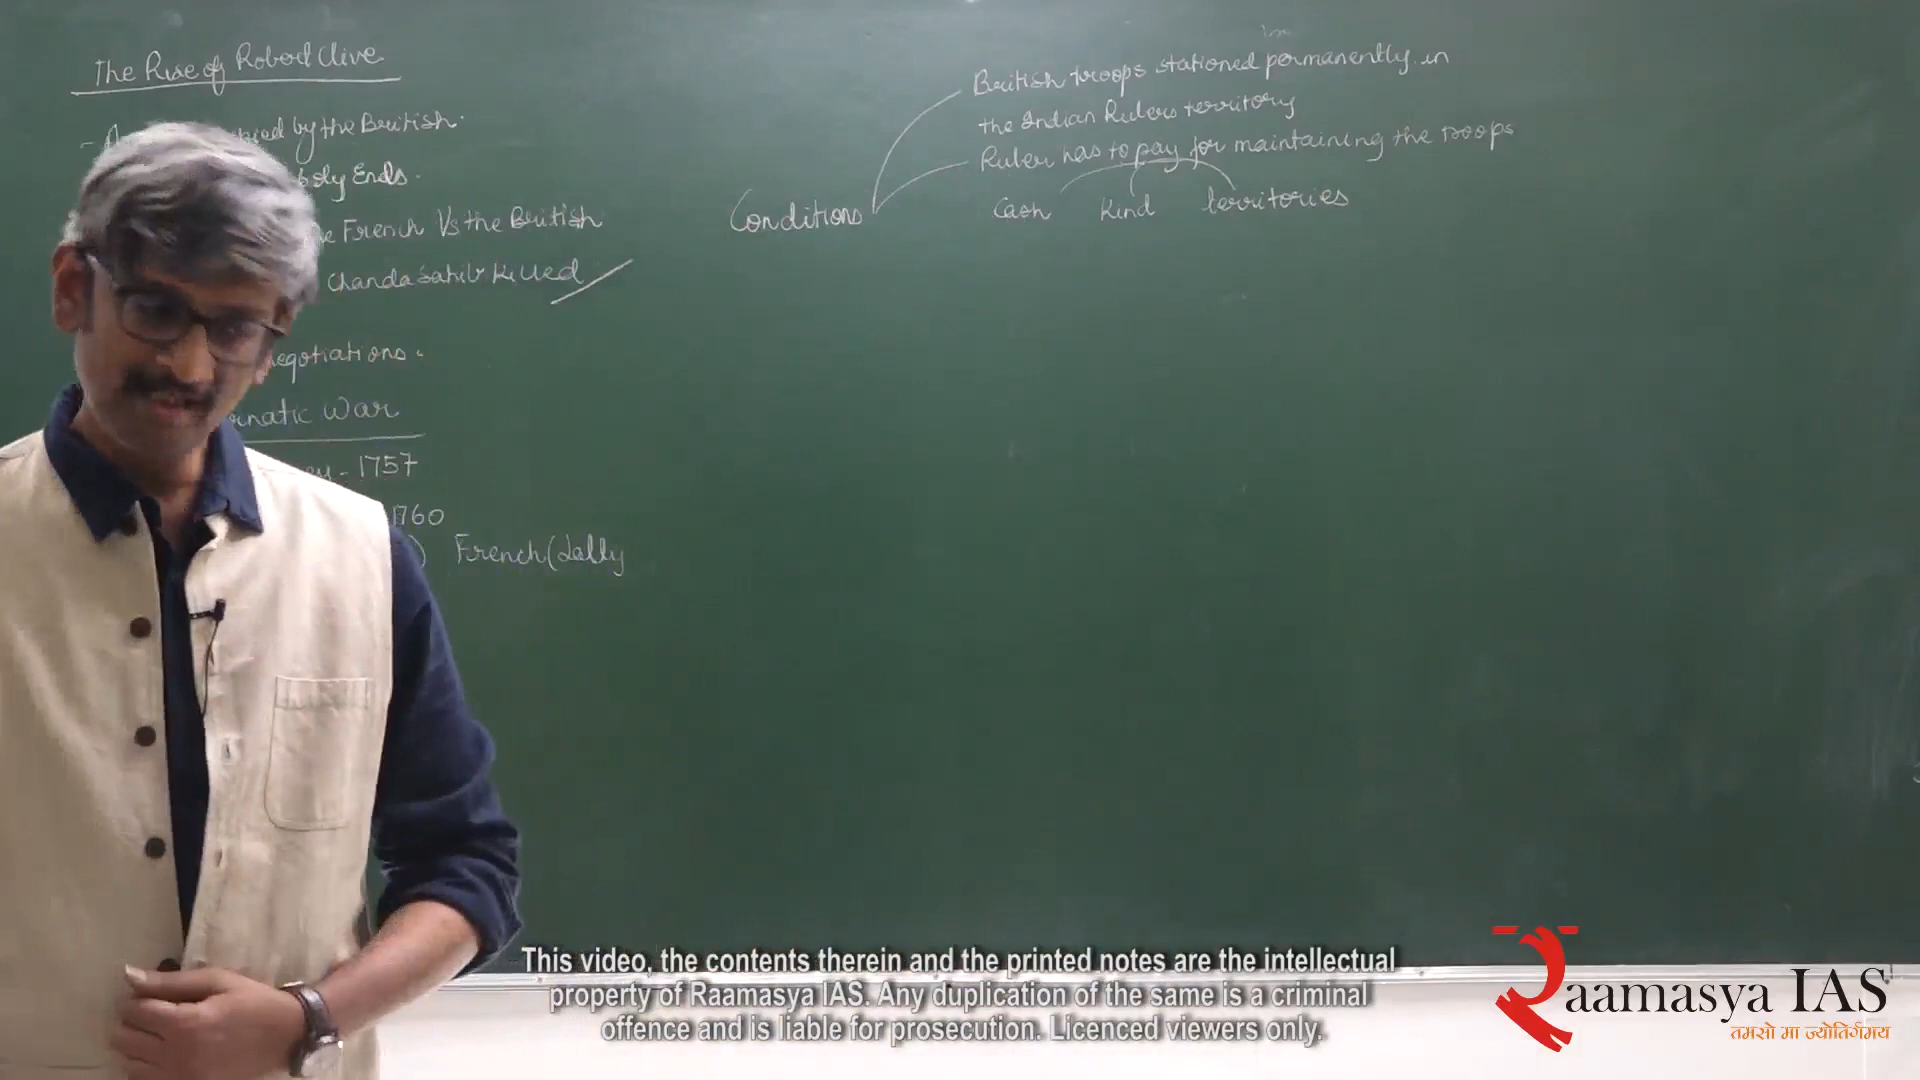 The Rise of Robert Clive
by the British.
Ends.
French Vs the British
Chanda Sahib Killed
negotiations.
War
- 1757
1760
French (Lally
Conditions
British troops stationed permanently in
the Indian Rulers territory
Ruler has to pay for maintaining the troops
Cash Kind territories
This video, the contents therein and the printed notes are the intellectual
property of Raamasya IAS. Any duplication of the same is a criminal
offence and is liable for prosecution. Licenced viewers only.
Raamasya IAS
तमसो मा ज्योतिर्गमय